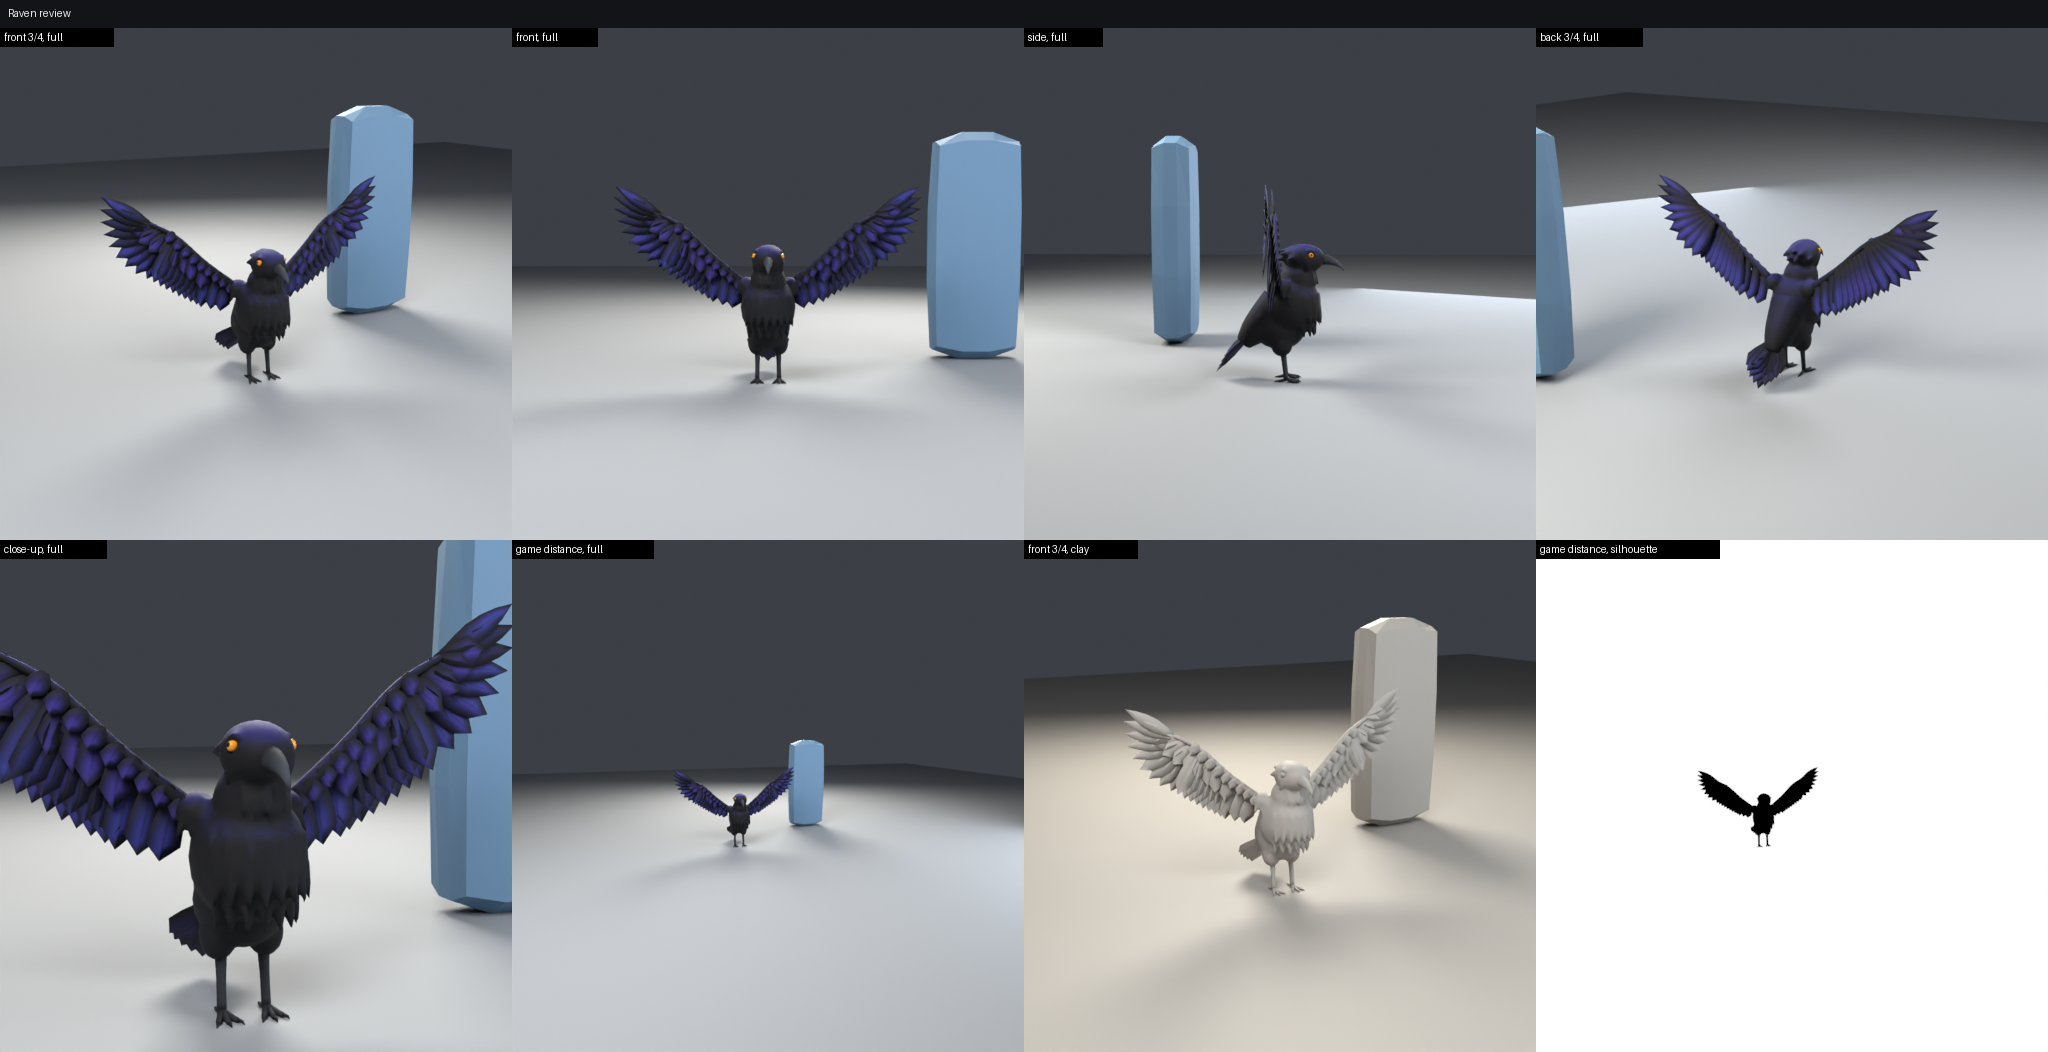 Raven review
front 3/4, full
front, full
side, full
back 3/4, full
close-up, full
game distance, full
front 3/4, clay
game distance, silhouette